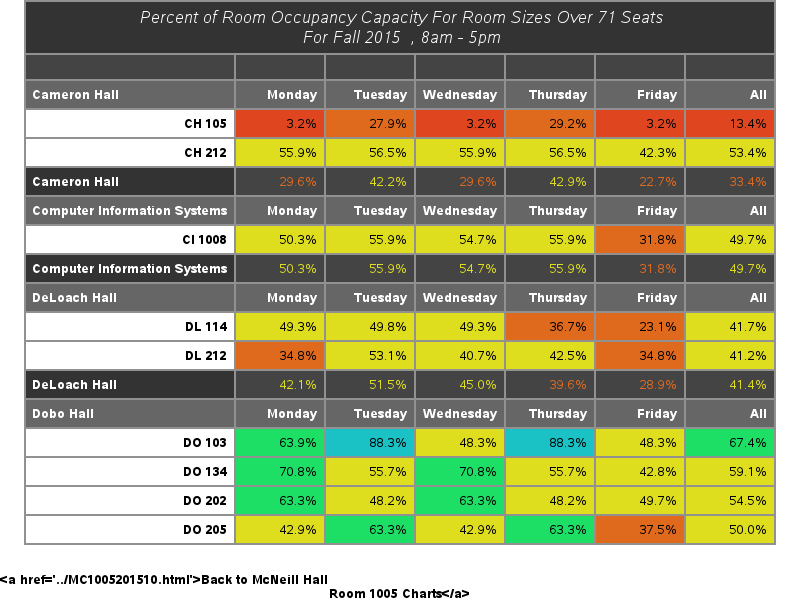 Percent of Room Occupancy Capacity For Room Sizes Over 71 Seats
For Fall 2015 , 8am - 5pm
Cameron Hall Monday Tuesday Wednesday Thursday Friday All
CH 105 3.2% 27.9% 3.2% 29.2% 3.2% 13.4%
CH 212 55.9% 56.5% 55.9% 56.5% 42.3% 53.4%
Cameron Hall 29.6% 42.2% 29.6% 42.9% 22.7% 33.4%
Computer Information Systems Monday Tuesday Wednesday Thursday Friday All
CI 1008 50.3% 55.9% 54.7% 55.9% 31.8% 49.7%
Computer Information Systems 50.3% 55.9% 54.7% 55.9% 31.8% 49.7%
DeLoach Hall Monday Tuesday Wednesday Thursday Friday All
DL 114 49.3% 49.8% 49.3% 36.7% 23.1% 41.7%
DL 212 34.8% 53.1% 40.7% 42.5% 34.8% 41.2%
DeLoach Hall 42.1% 51.5% 45.0% 39.6% 28.9% 41.4%
Dobo Hall Monday Tuesday Wednesday Thursday Friday All
DO 103 63.9% 88.3% 48.3% 88.3% 48.3% 67.4%
DO 134 70.8% 55.7% 70.8% 55.7% 42.8% 59.1%
DO 202 63.3% 48.2% 63.3% 48.2% 49.7% 54.5%
DO 205 42.9% 63.3% 42.9% 63.3% 37.5% 50.0%
<a href='../MC1005201510.html'>Back to McNeill Hall
Room 1005 Charts</a>